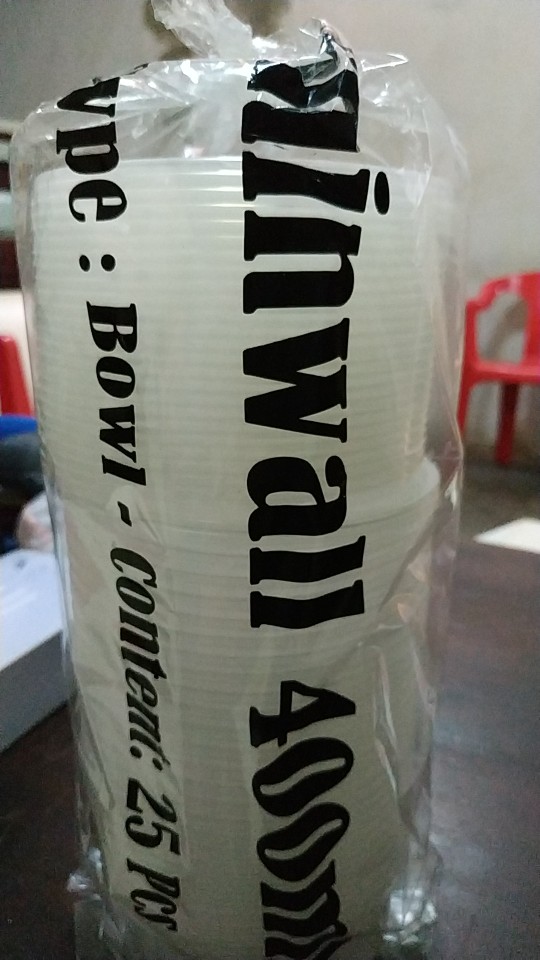 inwall 400m
ype : Bowl - Content: 25 Pcs